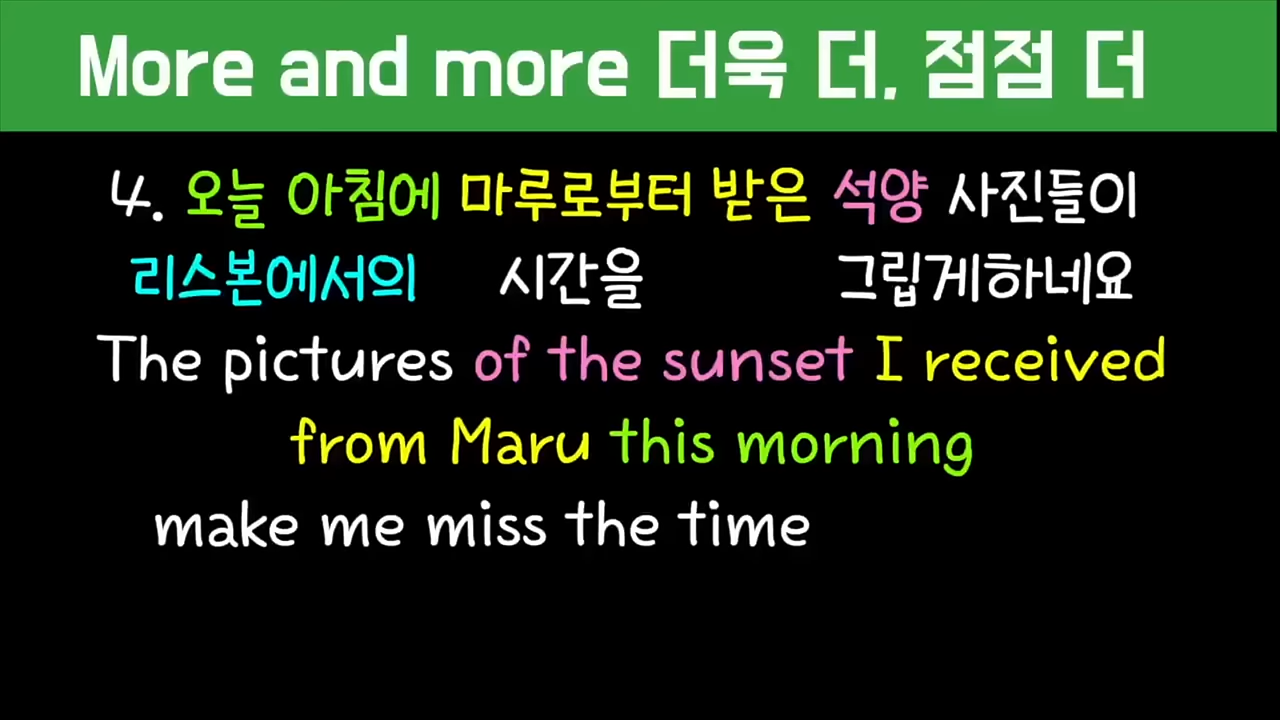 More and more 더욱 더, 점점 더
4. 오늘 아침에 마루로부터 받은 석양 사진들이
리스본에서의 시간을 그립게하네요
The pictures of the sunset I received
from Maru this morning
make me miss the time